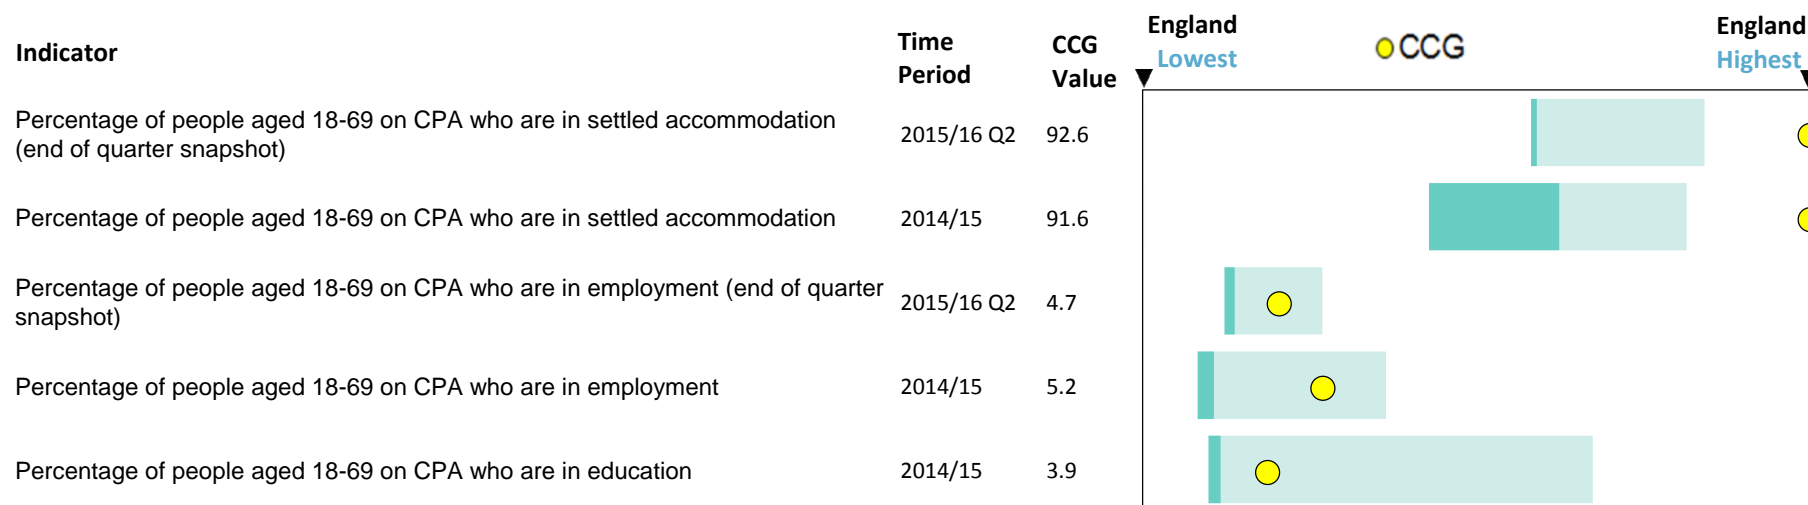 Indicator
Time
Period
CCG
Value
England
Lowest
CCG
England
Highest
Percentage of people aged 18-69 on CPA who are in settled accommodation
(end of quarter snapshot)
2015/16 Q2
92.6
Percentage of people aged 18-69 on CPA who are in settled accommodation
2014/15
91.6
Percentage of people aged 18-69 on CPA who are in employment (end of quarter
snapshot)
2015/16 Q2
4.7
Percentage of people aged 18-69 on CPA who are in employment
2014/15
5.2
Percentage of people aged 18-69 on CPA who are in education
2014/15
3.9